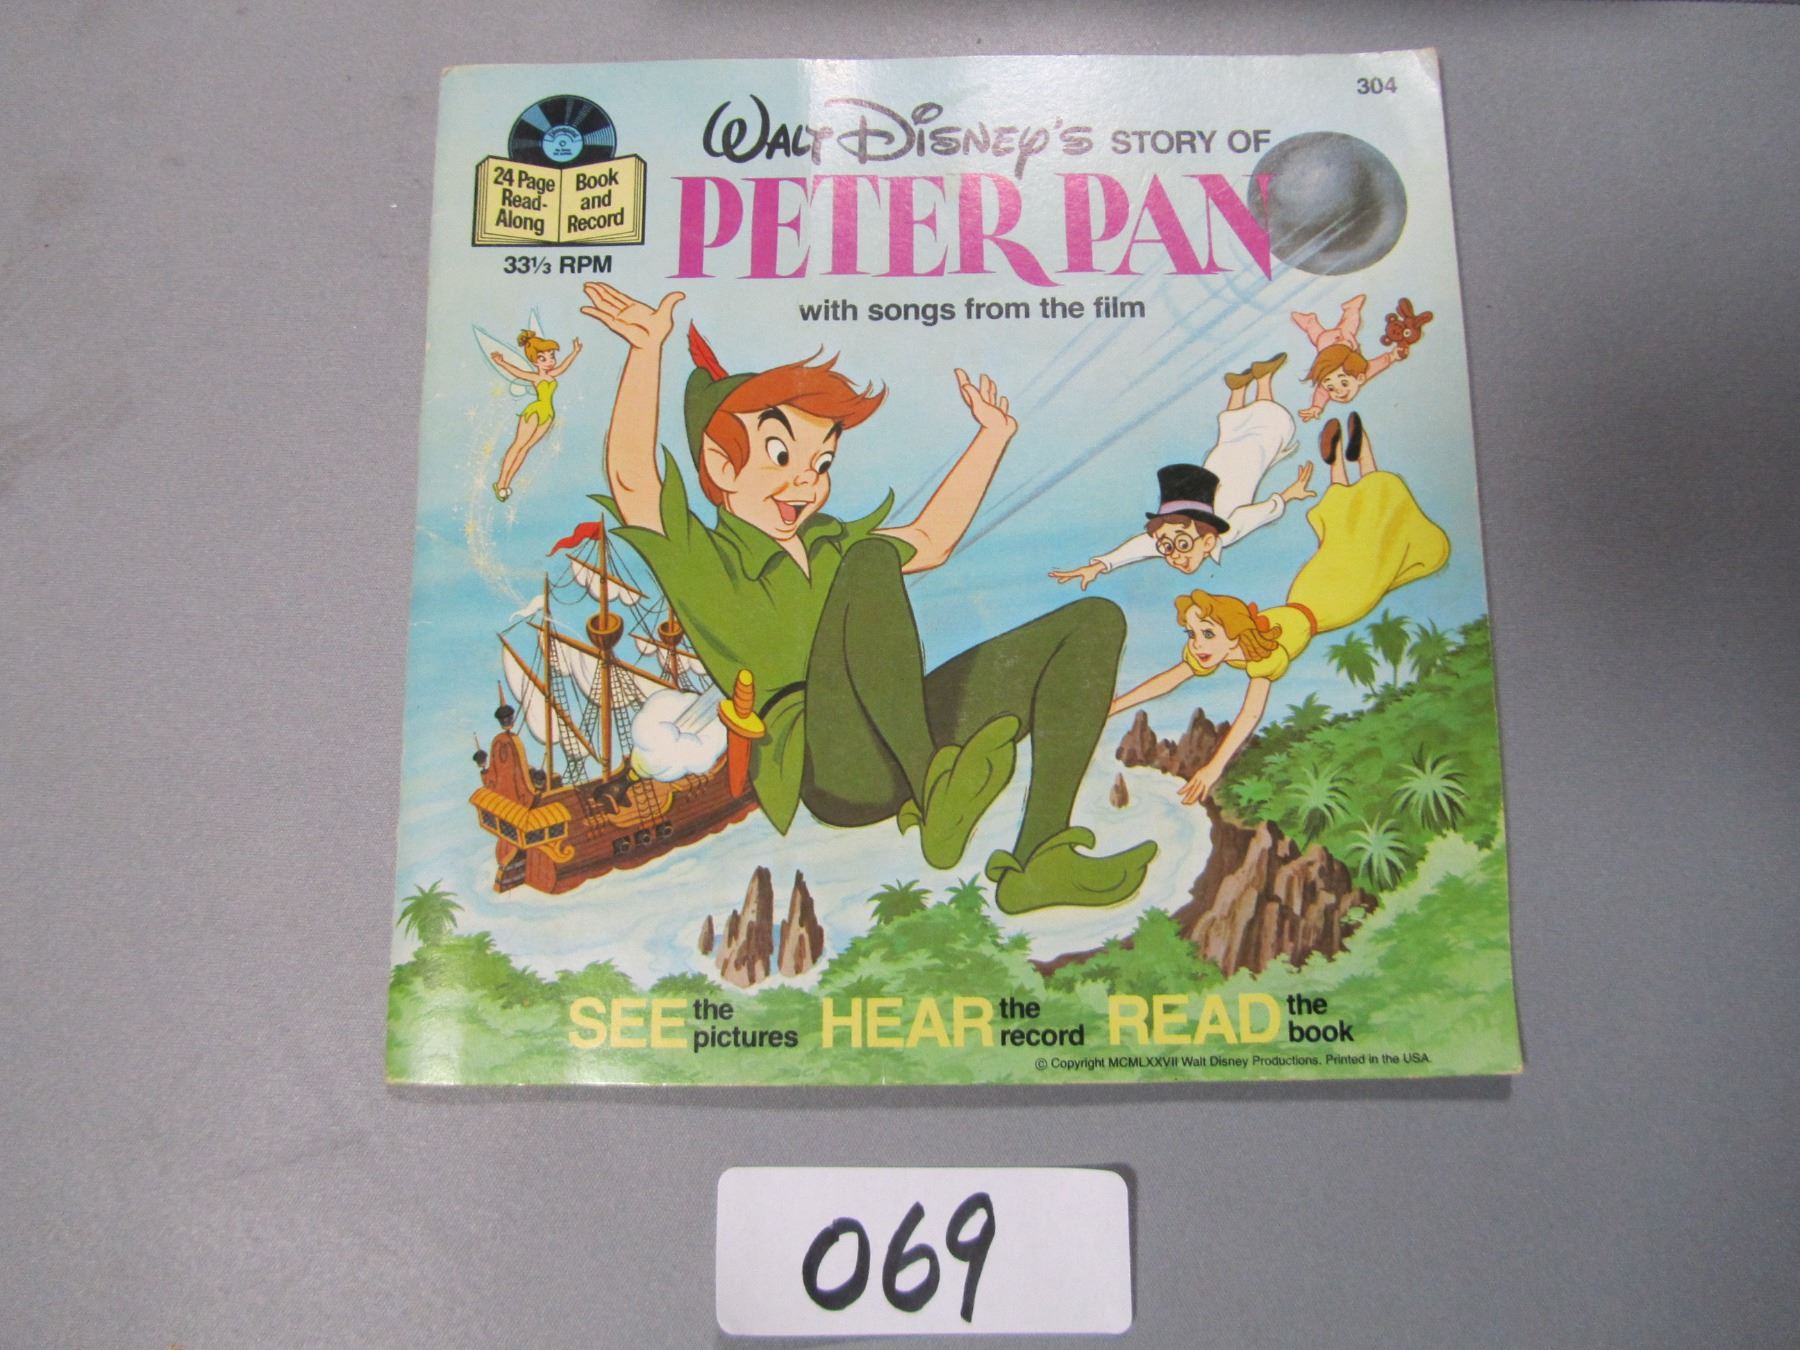 304
WALT DISNEY'S STORY OF
PETER PAN
with songs from the film
24 Page Read-Along
Book and Record
33⅓ RPM
SEE the pictures HEAR the record READ the book
© Copyright MCMLXXVII Walt Disney Productions. Printed in the USA.
069